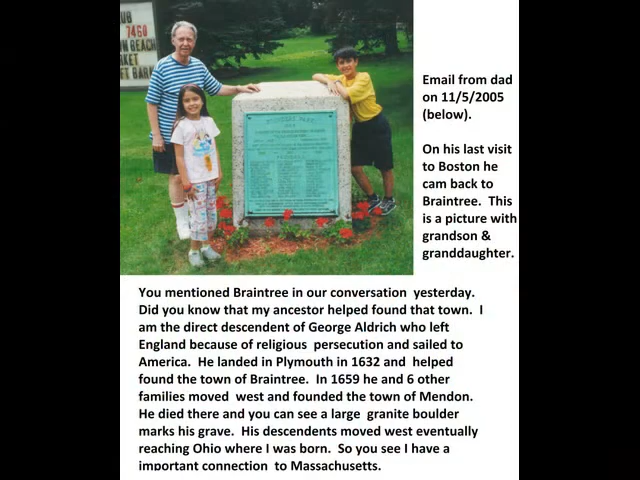 UB
7460
N BEACH
RKET
ET BAR
Email from dad
on 11/5/2005
(below).
On his last visit
to Boston he
cam back to
Braintree. This
is a picture with
grandson &
granddaughter.
You mentioned Braintree in our conversation yesterday.
Did you know that my ancestor helped found that town. I
am the direct descendent of George Aldrich who left
England because of religious persecution and sailed to
America. He landed in Plymouth in 1632 and helped
found the town of Braintree. In 1659 he and 6 other
families moved west and founded the town of Mendon.
He died there and you can see a large granite boulder
marks his grave. His descendents moved west eventually
reaching Ohio where I was born. So you see I have a
important connection to Massachusetts.